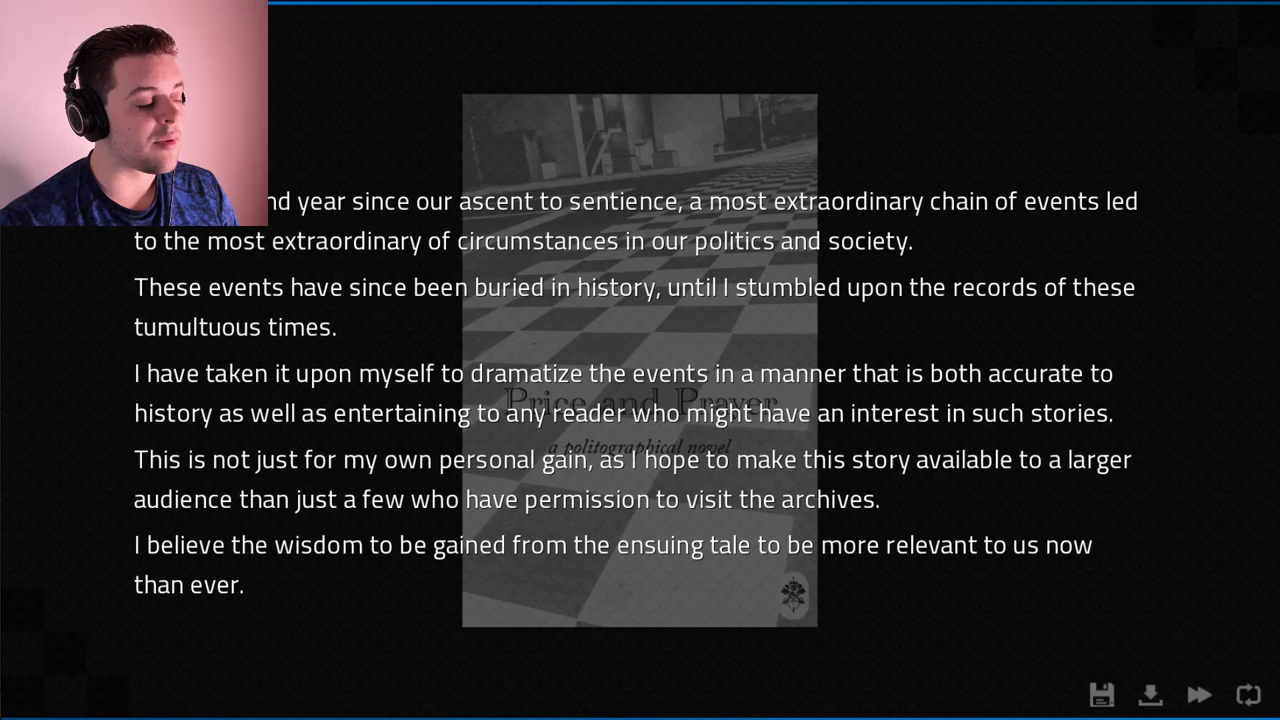 year since our ascent to sentience, a most extraordinary chain of events led
to the most extraordinary of circumstances in our politics and society.
These events have since been buried in history, until I stumbled upon the records of these
tumultuous times.
I have taken it upon myself to dramatize the events in a manner that is both accurate to
Price and Prayer
history as well as entertaining to any reader who might have an interest in such stories.
a politographical novel
This is not just for my own personal gain, as I hope to make this story available to a larger
audience than just a few who have permission to visit the archives.
I believe the wisdom to be gained from the ensuing tale to be more relevant to us now
than ever.